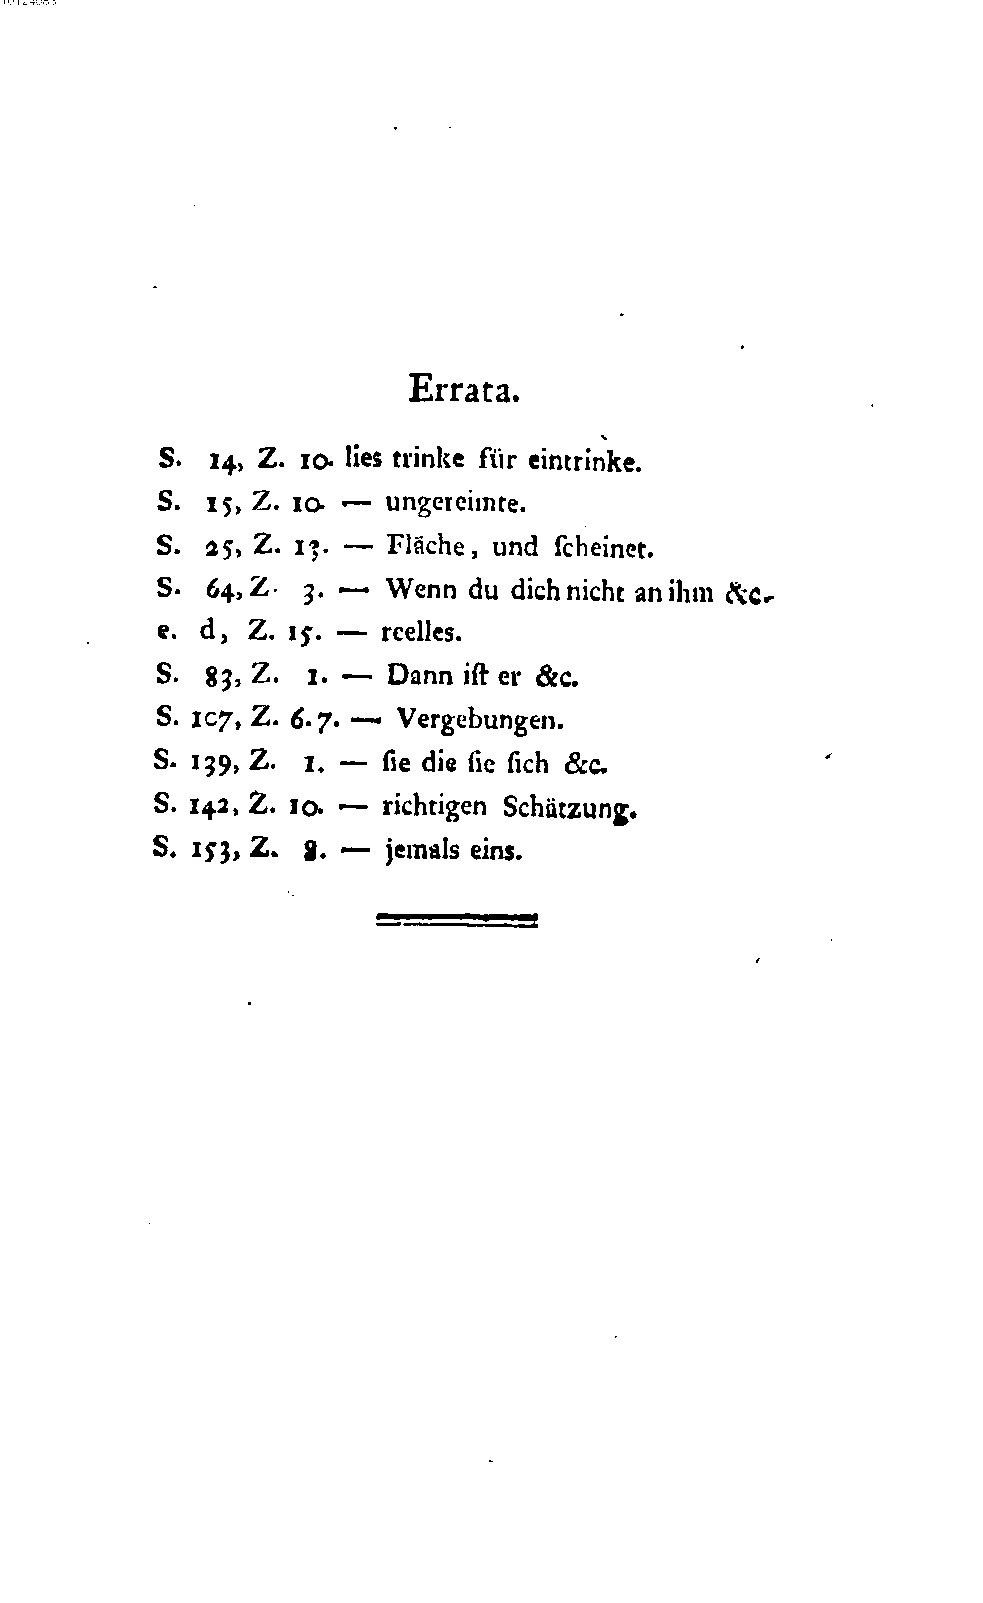 Errata.
S. 14, Z. 10. lies trinke für eintrinke.
S. 15, Z. 10. — ungereimte.
S. 25, Z. 13. — Fläche, und ſcheinet.
S. 64, Z. 3. — Wenn du dich nicht an ihm &c.
e. d, Z. 15. — reelles.
S. 83, Z. 1. — Dann iſt er &c.
S. 107, Z. 6. 7. — Vergebungen.
S. 139, Z. 1. — ſie die ſie ſich &c.
S. 142, Z. 10. — richtigen Schätzung.
S. 153, Z. 8. — jemals eins.